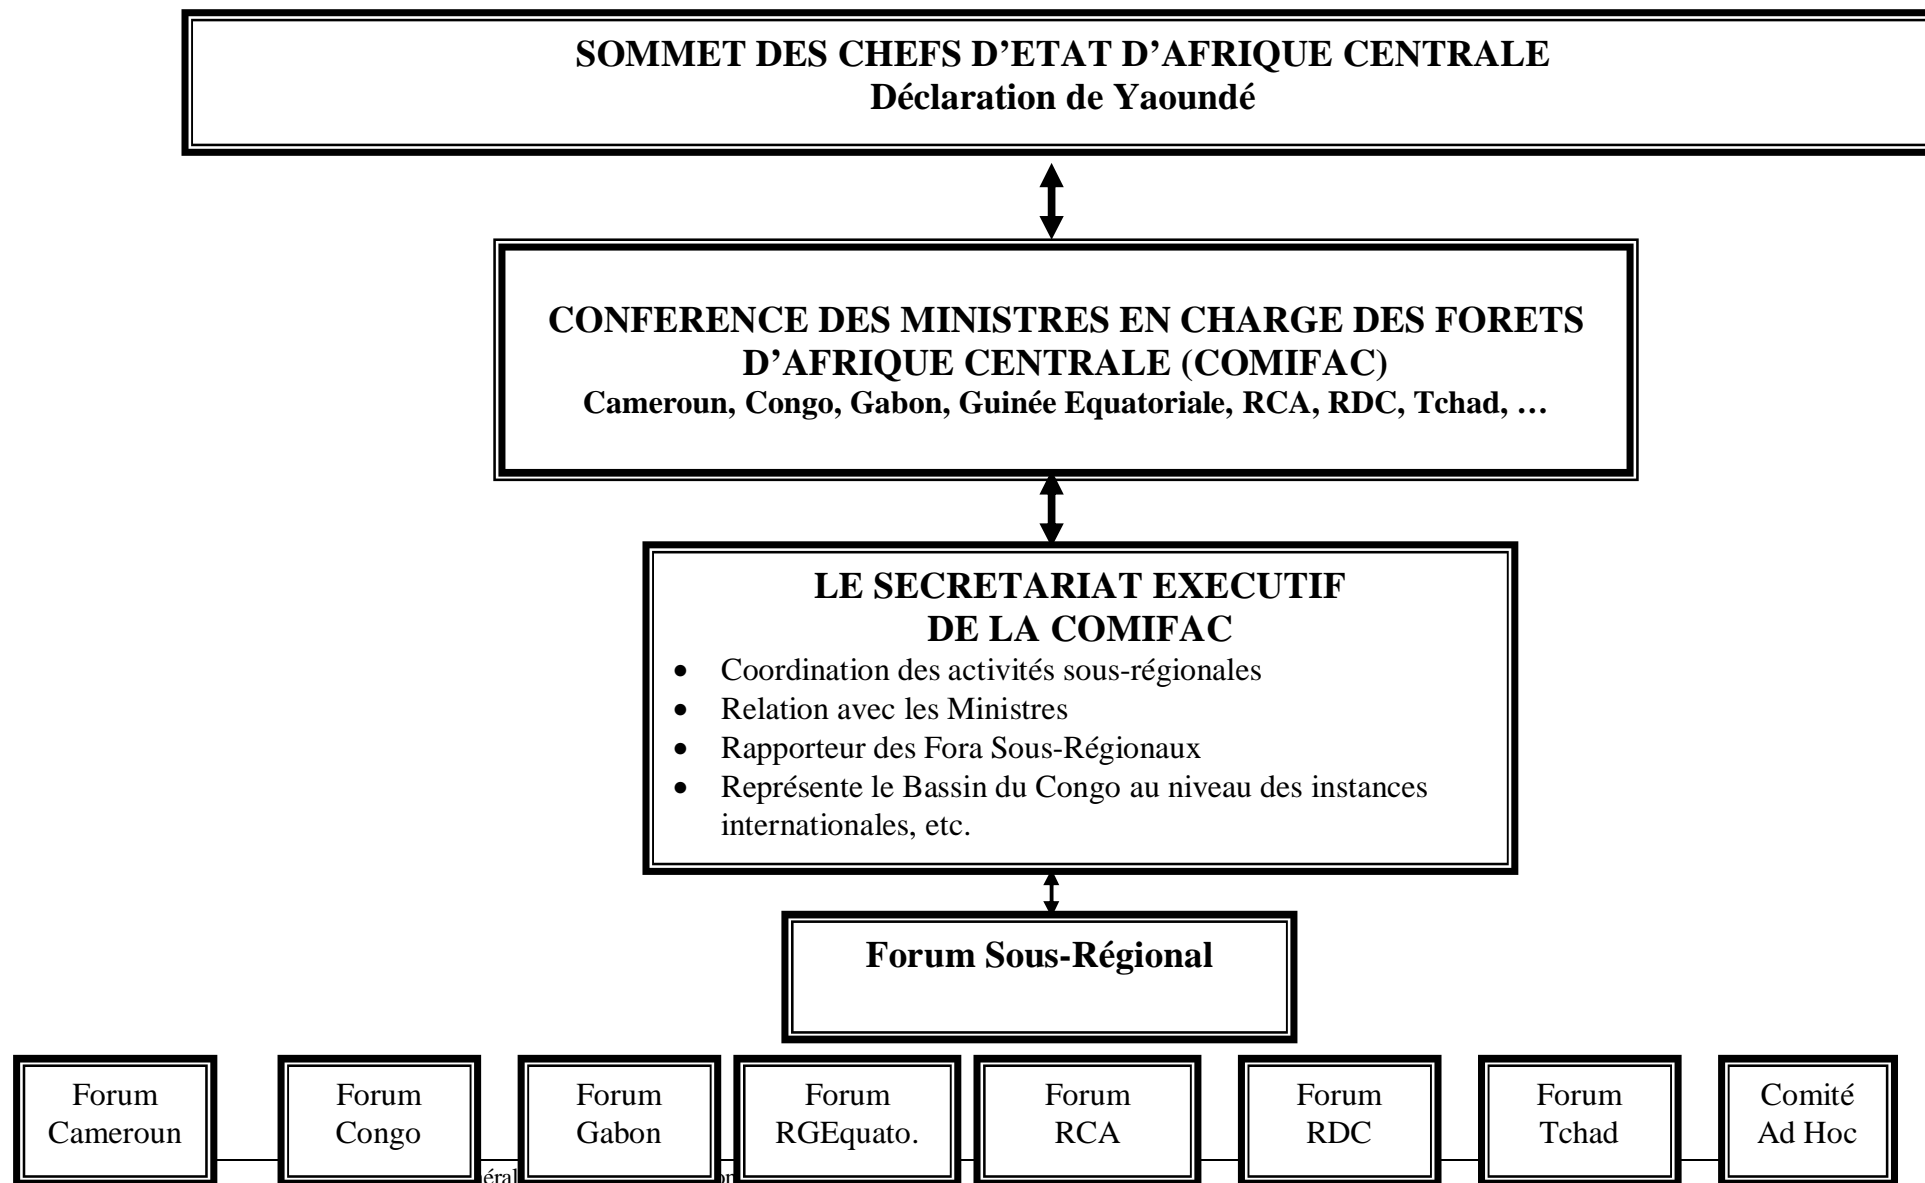 SOMMET DES CHEFS D’ETAT D’AFRIQUE CENTRALE
Déclaration de Yaoundé
CONFERENCE DES MINISTRES EN CHARGE DES FORETS
D’AFRIQUE CENTRALE (COMIFAC)
Cameroun, Congo, Gabon, Guinée Equatoriale, RCA, RDC, Tchad, …
LE SECRETARIAT EXECUTIF
DE LA COMIFAC
• Coordination des activités sous-régionales
• Relation avec les Ministres
• Rapporteur des Fora Sous-Régionaux
• Représente le Bassin du Congo au niveau des instances
internationales, etc.
Forum Sous-Régional
Forum
Cameroun
Forum
Congo
Forum
Gabon
Forum
RGEquato.
Forum
RCA
Forum
RDC
Forum
Tchad
Comité
Ad Hoc